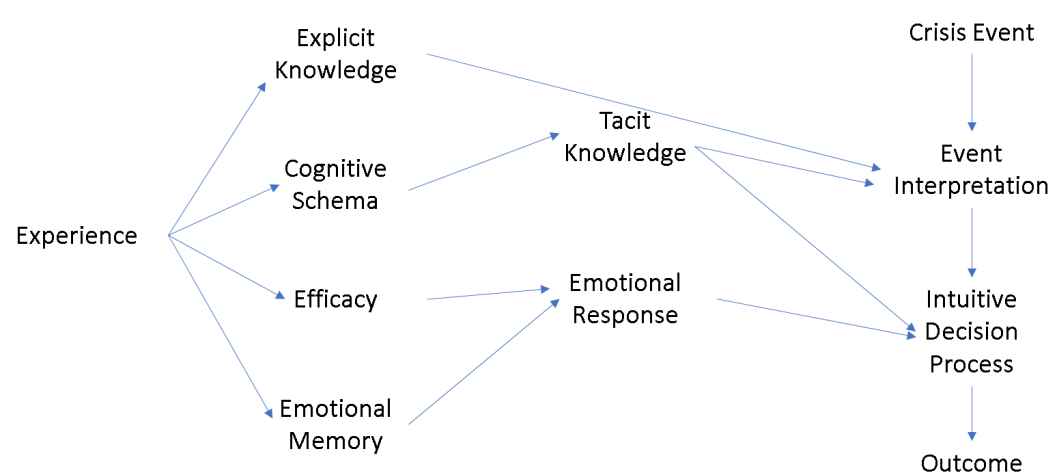 Explicit
Knowledge
Crisis Event
Tacit
Knowledge
Event
Interpretation
Cognitive
Schema
Experience
Efficacy
Emotional
Response
Intuitive
Decision
Process
Emotional
Memory
Outcome